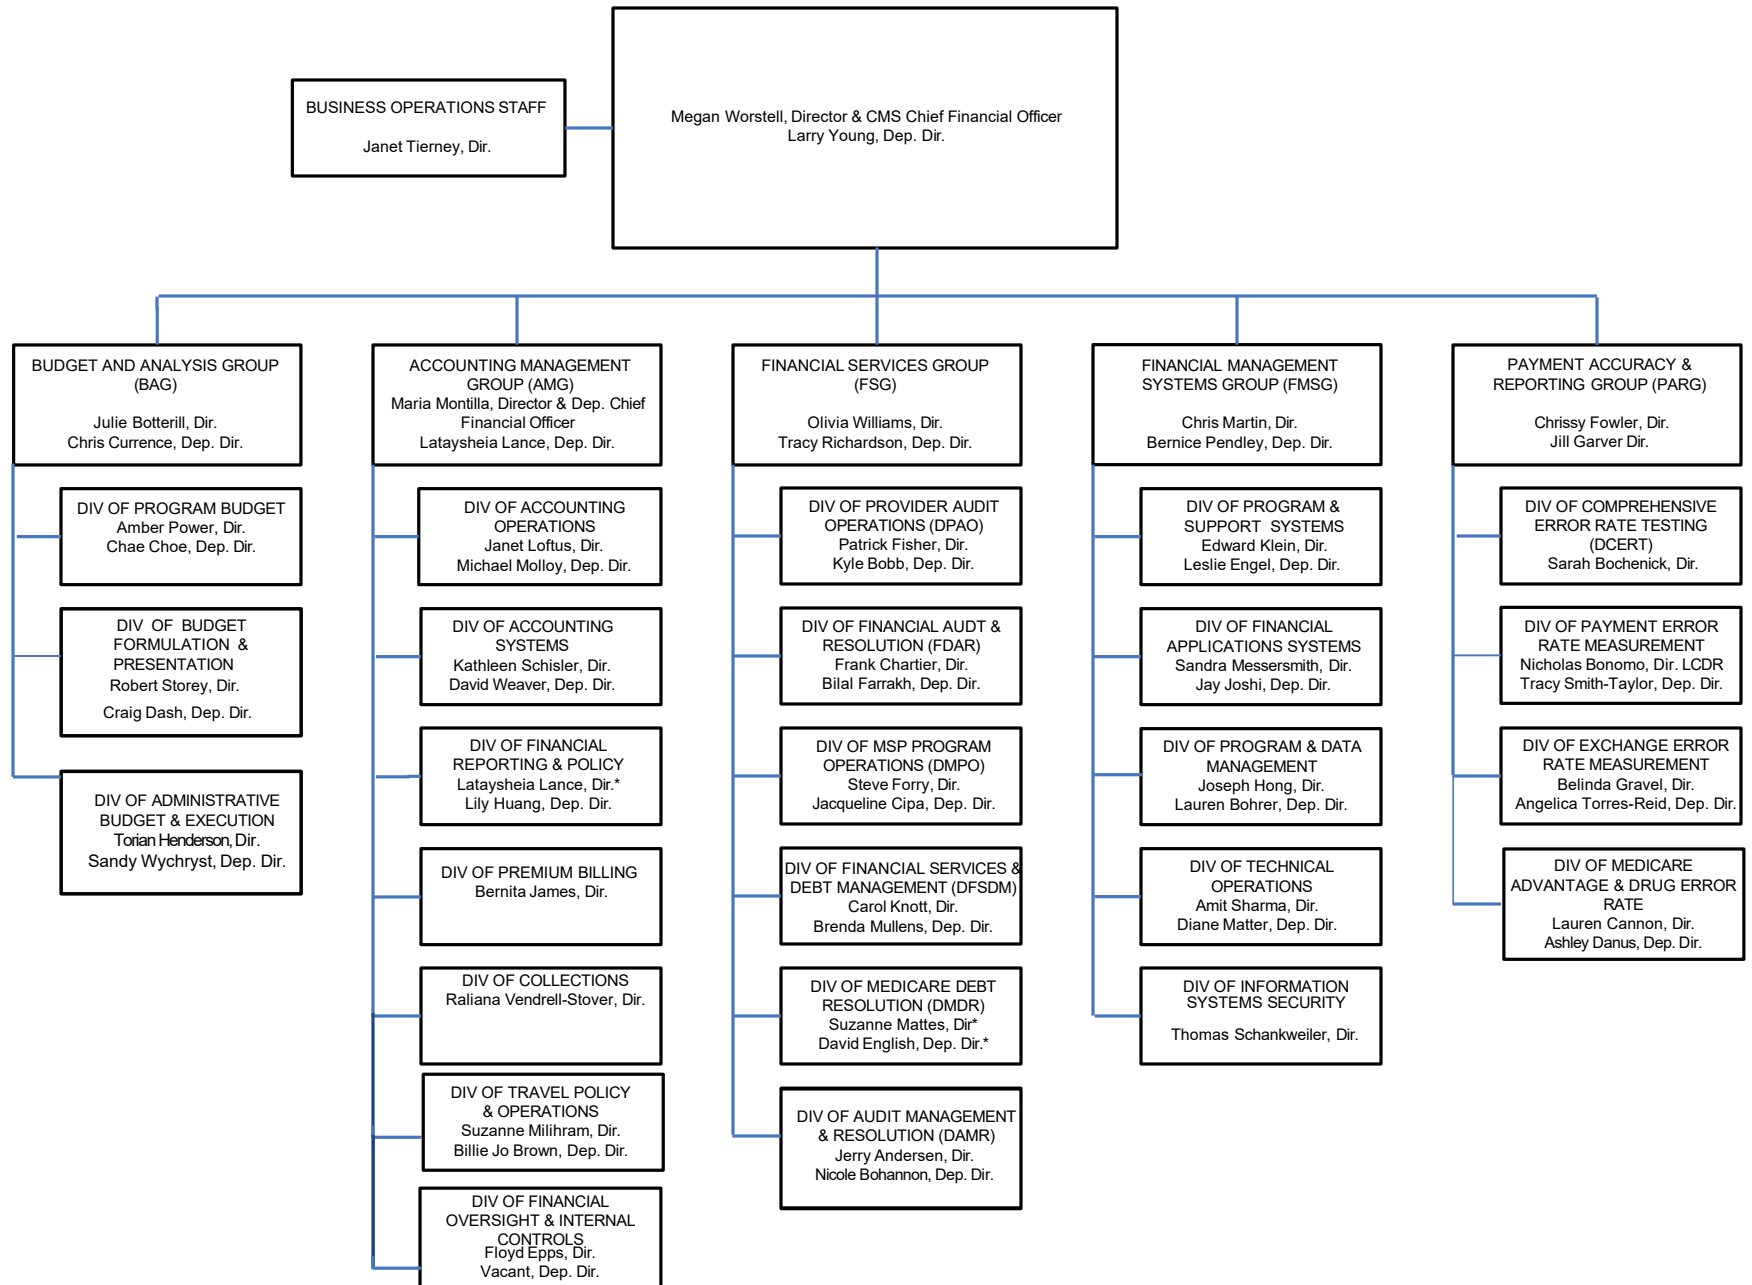 Megan Worstell, Director & CMS Chief Financial Officer
Larry Young, Dep. Dir.
BUSINESS OPERATIONS STAFF
Janet Tierney, Dir.
BUDGET AND ANALYSIS GROUP
(BAG)
Julie Botterill, Dir.
Chris Currence, Dep. Dir.
DIV OF PROGRAM BUDGET
Amber Power, Dir.
Chae Choe, Dep. Dir.
DIV OF BUDGET
FORMULATION &
PRESENTATION
Robert Storey, Dir.
Craig Dash, Dep. Dir.
DIV OF ADMINISTRATIVE
BUDGET & EXECUTION
Torian Henderson, Dir.
Sandy Wychryst, Dep. Dir.
ACCOUNTING MANAGEMENT
GROUP (AMG)
Maria Montilla, Director & Dep. Chief
Financial Officer
Lataysheia Lance, Dep. Dir.
DIV OF ACCOUNTING
OPERATIONS
Janet Loftus, Dir.
Michael Molloy, Dep. Dir.
DIV OF ACCOUNTING
SYSTEMS
Kathleen Schisler, Dir.
David Weaver, Dep. Dir.
DIV OF FINANCIAL
REPORTING & POLICY
Lataysheia Lance, Dir.*
Lily Huang, Dep. Dir.
DIV OF PREMIUM BILLING
Bernita James, Dir.
DIV OF COLLECTIONS
Raliana Vendrell-Stover, Dir.
DIV OF TRAVEL POLICY
& OPERATIONS
Suzanne Milihram, Dir.
Billie Jo Brown, Dep. Dir.
DIV OF FINANCIAL
OVERSIGHT & INTERNAL
CONTROLS
Floyd Epps, Dir.
Vacant, Dep. Dir.
FINANCIAL SERVICES GROUP
(FSG)
Olivia Williams, Dir.
Tracy Richardson, Dep. Dir.
DIV OF PROVIDER AUDIT
OPERATIONS (DPAO)
Patrick Fisher, Dir.
Kyle Bobb, Dep. Dir.
DIV OF FINANCIAL AUDT &
RESOLUTION (FDAR)
Frank Chartier, Dir.
Bilal Farrakh, Dep. Dir.
DIV OF MSP PROGRAM
OPERATIONS (DMPO)
Steve Forry, Dir.
Jacqueline Cipa, Dep. Dir.
DIV OF FINANCIAL SERVICES &
DEBT MANAGEMENT (DFSDM)
Carol Knott, Dir.
Brenda Mullens, Dep. Dir.
DIV OF MEDICARE DEBT
RESOLUTION (DMDR)
Suzanne Mattes, Dir*
David English, Dep. Dir.*
DIV OF AUDIT MANAGEMENT
& RESOLUTION (DAMR)
Jerry Andersen, Dir.
Nicole Bohannon, Dep. Dir.
FINANCIAL MANAGEMENT
SYSTEMS GROUP (FMSG)
Chris Martin, Dir.
Bernice Pendley, Dep. Dir.
DIV OF PROGRAM &
SUPPORT SYSTEMS
Edward Klein, Dir.
Leslie Engel, Dep. Dir.
DIV OF FINANCIAL
APPLICATIONS SYSTEMS
Sandra Messersmith, Dir.
Jay Joshi, Dep. Dir.
DIV OF PROGRAM & DATA
MANAGEMENT
Joseph Hong, Dir.
Lauren Bohrer, Dep. Dir.
DIV OF TECHNICAL
OPERATIONS
Amit Sharma, Dir.
Diane Matter, Dep. Dir.
DIV OF INFORMATION
SYSTEMS SECURITY
Thomas Schankweiler, Dir.
PAYMENT ACCURACY &
REPORTING GROUP (PARG)
Chrissy Fowler, Dir.
Jill Garver Dir.
DIV OF COMPREHENSIVE
ERROR RATE TESTING
(DCERT)
Sarah Bochenick, Dir.
DIV OF PAYMENT ERROR
RATE MEASUREMENT
Nicholas Bonomo, Dir. LCDR
Tracy Smith-Taylor, Dep. Dir.
DIV OF EXCHANGE ERROR
RATE MEASUREMENT
Belinda Gravel, Dir.
Angelica Torres-Reid, Dep. Dir.
DIV OF MEDICARE
ADVANTAGE & DRUG ERROR
RATE
Lauren Cannon, Dir.
Ashley Danus, Dep. Dir.